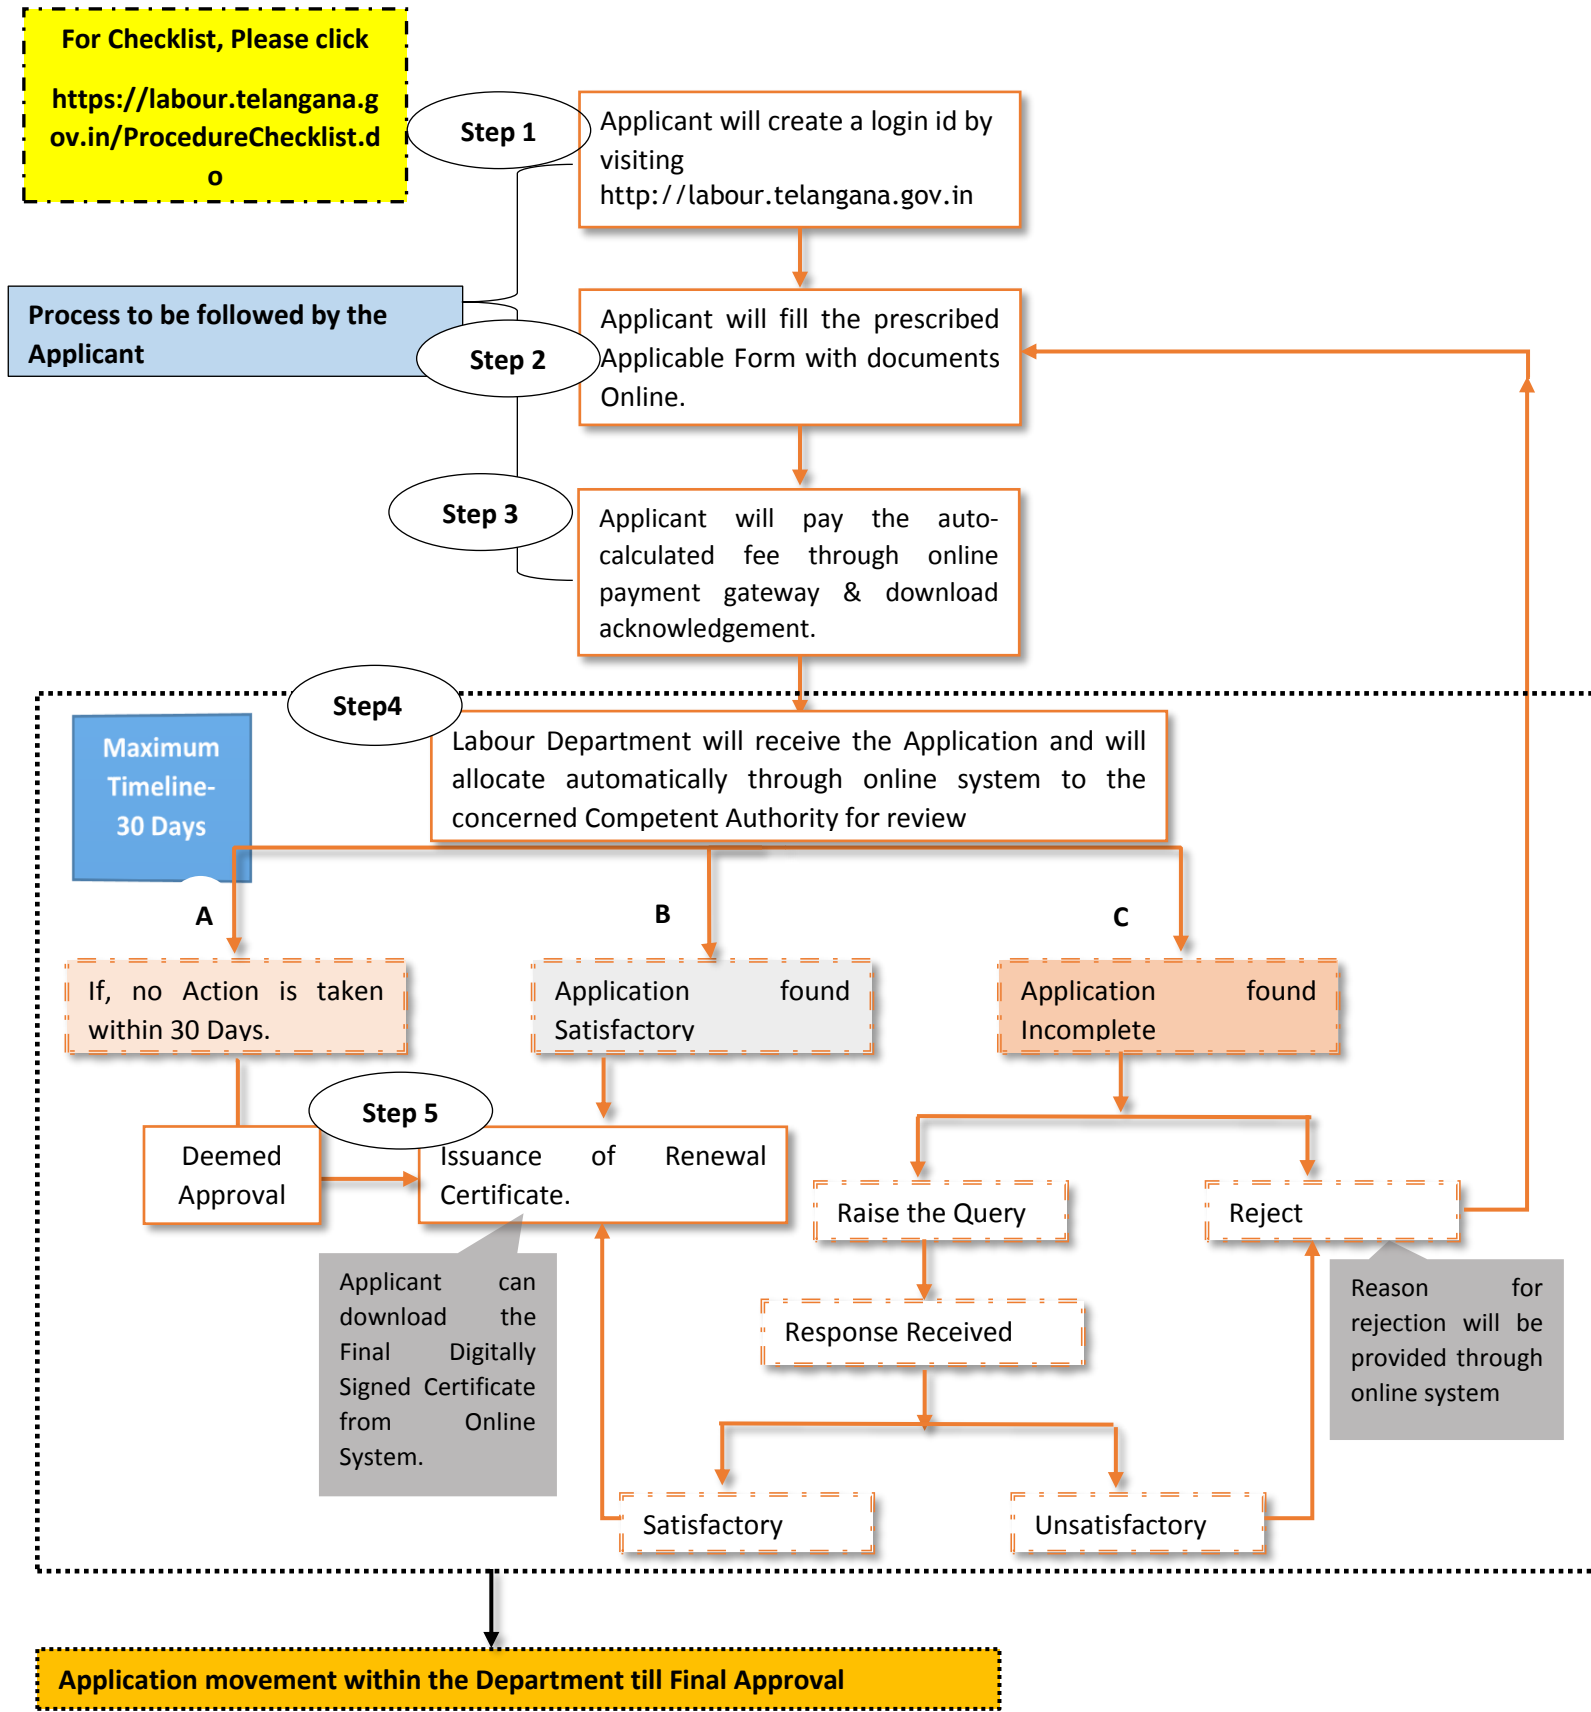 For Checklist, Please click
https://labour.telangana.g
ov.in/ProcedureChecklist.d
o
Step 1
Applicant will create a login id by
visiting
http://labour.telangana.gov.in
Process to be followed by the
Applicant
Step 2
Applicant will fill the prescribed
Applicable Form with documents
Online.
Step 3
Applicant will pay the auto-
calculated fee through online
payment gateway & download
acknowledgement.
Step4
Maximum
Timeline-
30 Days
Labour Department will receive the Application and will
allocate automatically through online system to the
concerned Competent Authority for review
A
B
C
If, no Action is taken
within 30 Days.
Application found
Satisfactory
Application found
Incomplete
Step 5
Deemed
Approval
Issuance of Renewal
Certificate.
Raise the Query
Reject
Applicant can
download the
Final Digitally
Signed Certificate
from Online
System.
Reason for
rejection will be
provided through
online system
Response Received
Satisfactory
Unsatisfactory
Application movement within the Department till Final Approval